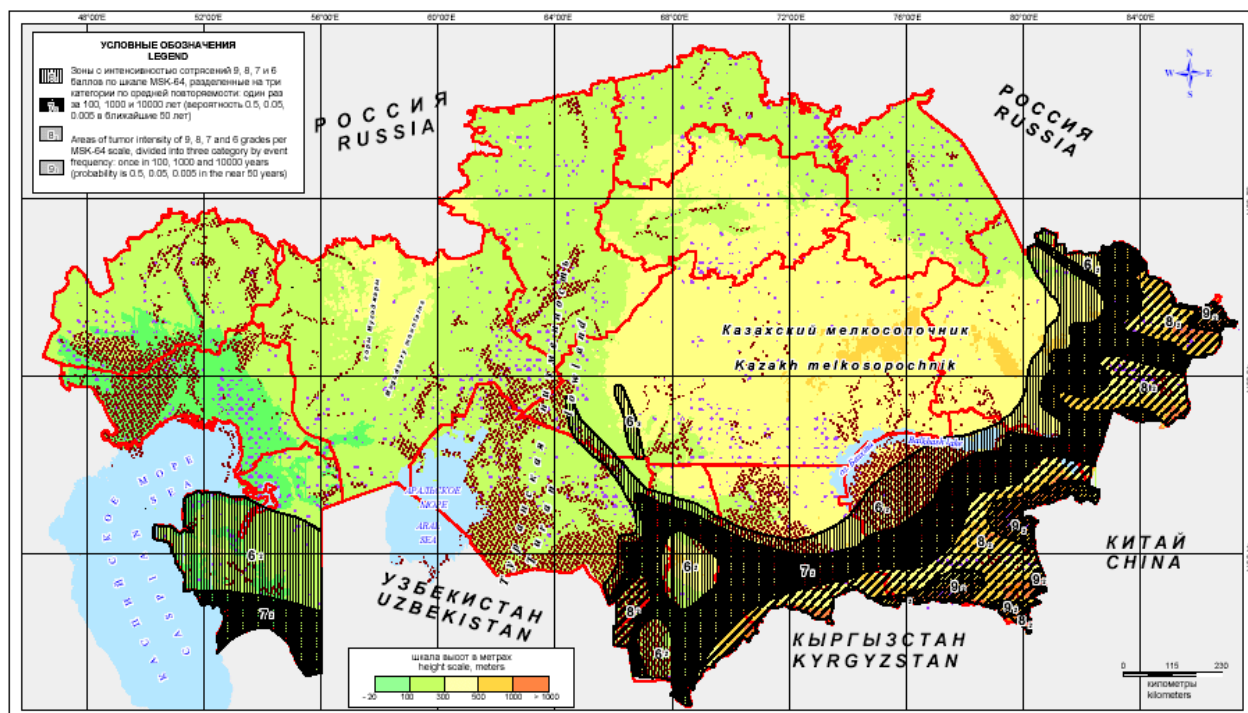 48°00'E
52°00'E
56°00'E
60°00'E
64°00'E
68°00'E
72°00'E
76°00'E
80°00'E
84°00'E
УСЛОВНЫЕ ОБОЗНАЧЕНИЯ
LEGEND
Зоны с интенсивностью сотрясений 9, 8, 7 и 6
баллов по шкале MSK-64, разделенные на три
категории по средней повторяемости: один раз
за 100, 1000 и 10000 лет (вероятность 0.5, 0.05,
0.005 в ближайшие 50 лет)
Areas of tumor intensity of 9, 8, 7 and 6 grades per
MSK-64 scale, divided into three category by event
frequency: once in 100, 1000 and 10000 years
(probability is 0.5, 0.05, 0.005 in the near 50 years)
РОССИЯ
RUSSIA
РОССИЯ
RUSSIA
N
W E
S
Казахский мелкосопочник
Kazakh melkosopochnik
низменность
lowland
Туранская
Turan
Balkhash Lake
КАСПИЙСКОЕ МОРЕ
CASPIAN SEA
АРАЛЬСКОЕ
МОРЕ
ARAL
SEA
УЗБЕКИСТАН
UZBEKISTAN
КЫРГЫЗСТАН
KYRGYZSTAN
КИТАЙ
CHINA
шкала высот в метрах
height scale, meters
- 20 100 300 500 1000 > 1000
0 115 230
километры
kilometers